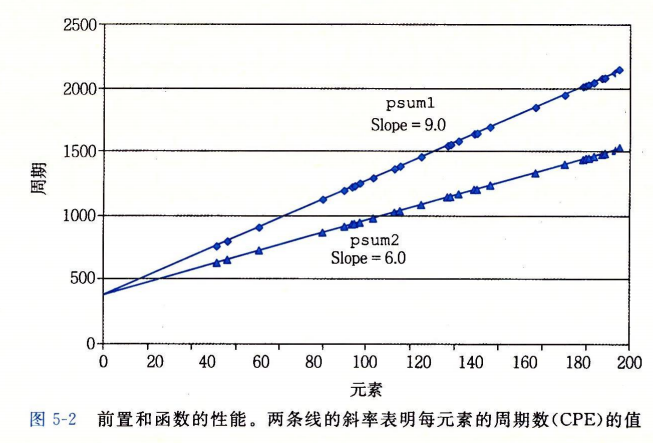 2500
2000
1500
1000
500
0
周期
psum1
Slope = 9.0
psum2
Slope = 6.0
0 20 40 60 80 100 120 140 160 180 200
元素
图 5-2 前置和函数的性能。两条线的斜率表明每元素的周期数(CPE)的值